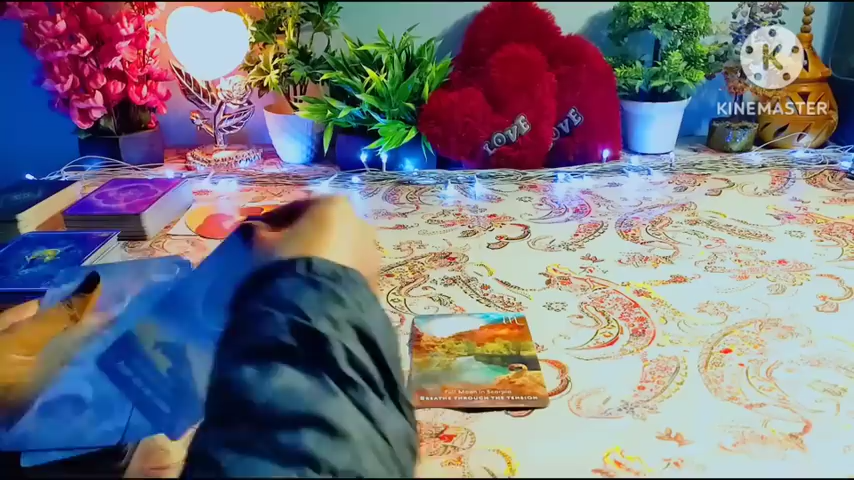 KINEMASTER
LOVE
LOVE
Full Moon in Scorpio
BREATHE THROUGH THE TENSION